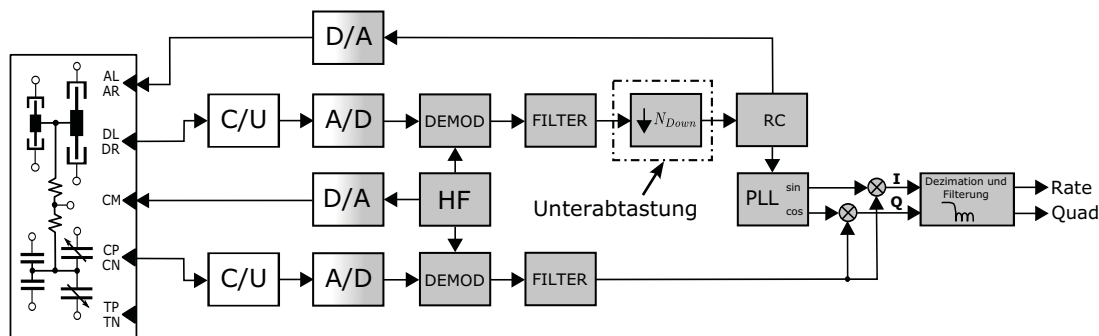 D/A
AL
AR
DL
DR
C/U
A/D
DEMOD
FILTER
N_Down
RC
CM
D/A
HF
Unterabtastung
PLL
sin
cos
I
Q
Dezimation und
Filterung
Rate
Quad
CP
CN
C/U
A/D
DEMOD
FILTER
TP
TN